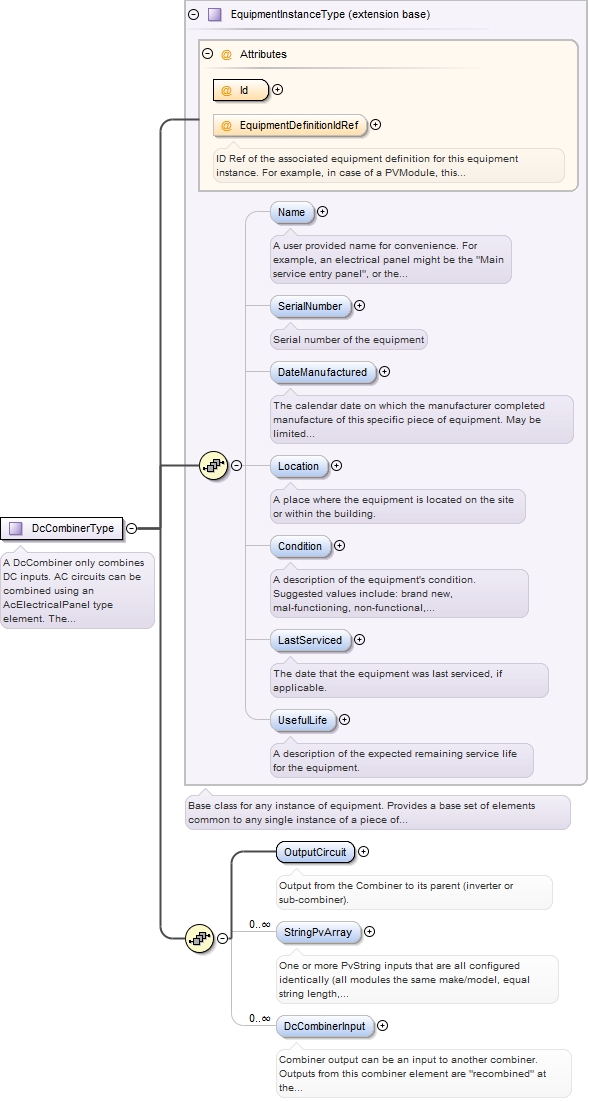 EquipmentInstanceType (extension base)
@ Attributes
@ Id
@ EquipmentDefinitionIdRef
ID Ref of the associated equipment definition for this equipment
instance. For example, in case of a PVModule, this...
Name
A user provided name for convenience. For
example, an electrical panel might be the "Main
service entry panel", or the...
SerialNumber
Serial number of the equipment
DateManufactured
The calendar date on which the manufacturer completed
manufacture of this specific piece of equipment. May be
limited...
Location
A place where the equipment is located on the site
or within the building.
DcCombinerType
A DcCombiner only combines
DC inputs. AC circuits can be
combined using an
AcElectricalPanel type
element. The...
Condition
A description of the equipment's condition.
Suggested values include: brand new,
mal-functioning, non-functional,...
LastServiced
The date that the equipment was last serviced, if
applicable.
UsefulLife
A description of the expected remaining service life
for the equipment.
Base class for any instance of equipment. Provides a base set of elements
common to any single instance of a piece of...
OutputCircuit
Output from the Combiner to its parent (inverter or
sub-combiner).
0..∞
StringPvArray
One or more PvString inputs that are all configured
identically (all modules the same make/model, equal
string length,...
0..∞
DcCombinerInput
Combiner output can be an input to another combiner.
Outputs from this combiner element are "recombined" at
the...